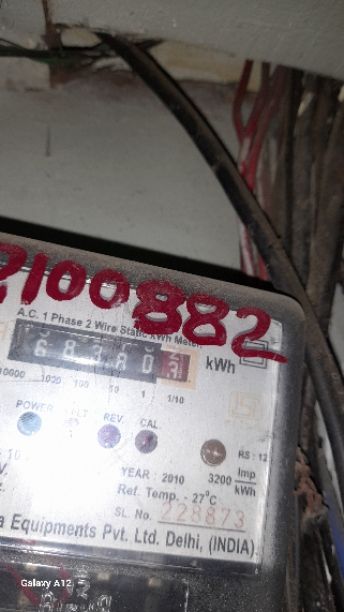 2100882
A.C. 1 Phase 2 Wire Static kWh Meter
68380 kWh
10000 1000 100 10 1 1/10
POWER REV. CAL.
RS : 12
YEAR : 2010 3200 Imp/kWh
Ref. Temp. - 27°C
SL. No. 228873
Equipments Pvt. Ltd. Delhi, (INDIA)
Galaxy A12